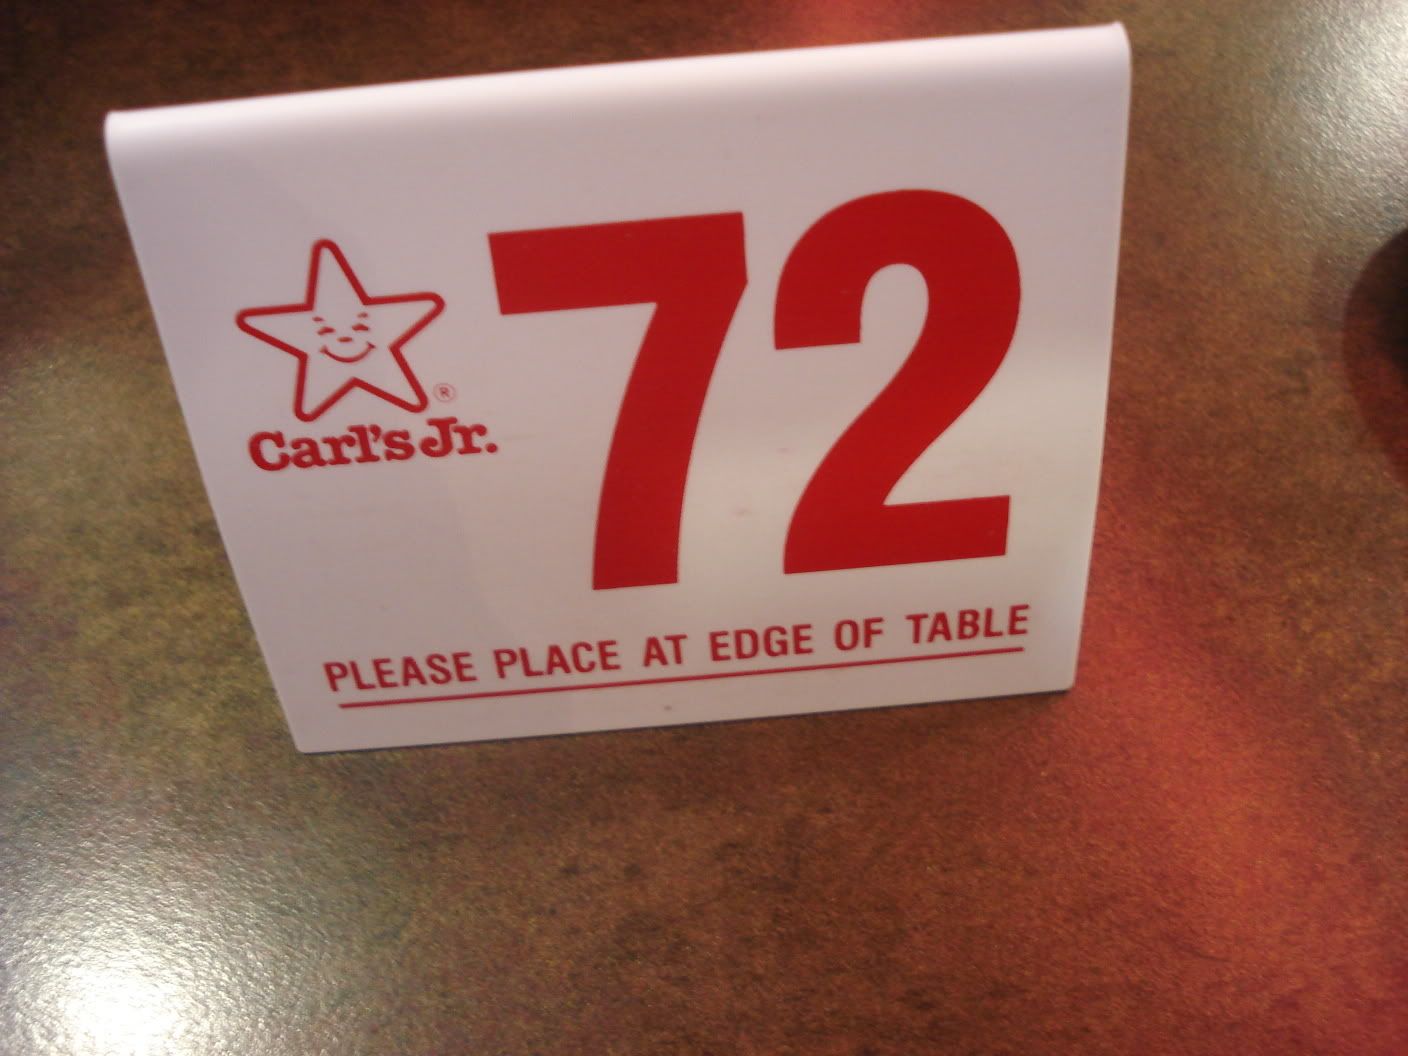 72
®
Carl's Jr.
PLEASE PLACE AT EDGE OF TABLE